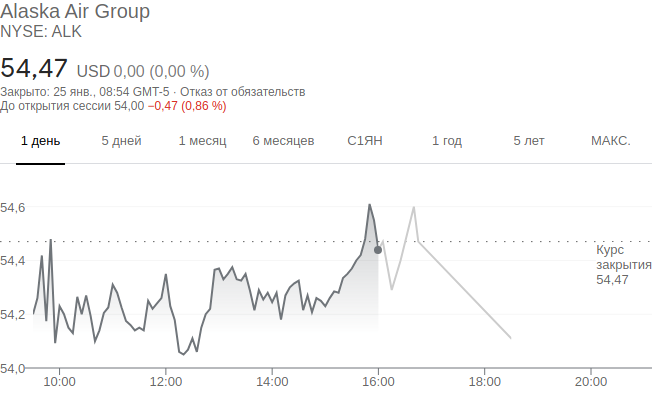 Alaska Air Group
NYSE: ALK
54,47 USD 0,00 (0,00 %)
Закрыто: 25 янв., 08:54 GMT-5 · Отказ от обязательств
До открытия сессии 54,00 −0,47 (0,86 %)
1 день 5 дней 1 месяц 6 месяцев С1ЯН 1 год 5 лет МАКС.
54,6
54,4
54,2
54,0
Курс
закрытия
54,47
10:00 12:00 14:00 16:00 18:00 20:00